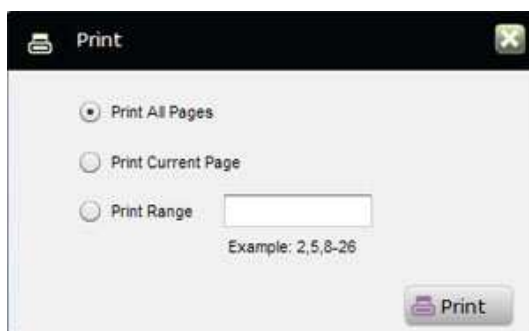 Print
Print All Pages
Print Current Page
Print Range
Example: 2,5,8-26
Print